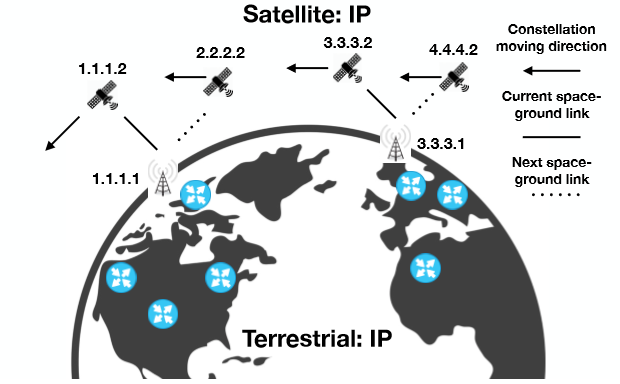 Satellite: IP
Constellation
moving direction
1.1.1.2
2.2.2.2
3.3.3.2
4.4.4.2
Current space-
ground link
3.3.3.1
Next space-
ground link
1.1.1.1
Terrestrial: IP